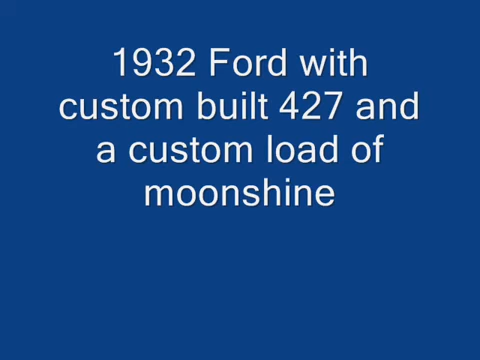 1932 Ford with
custom built 427 and
a custom load of
moonshine